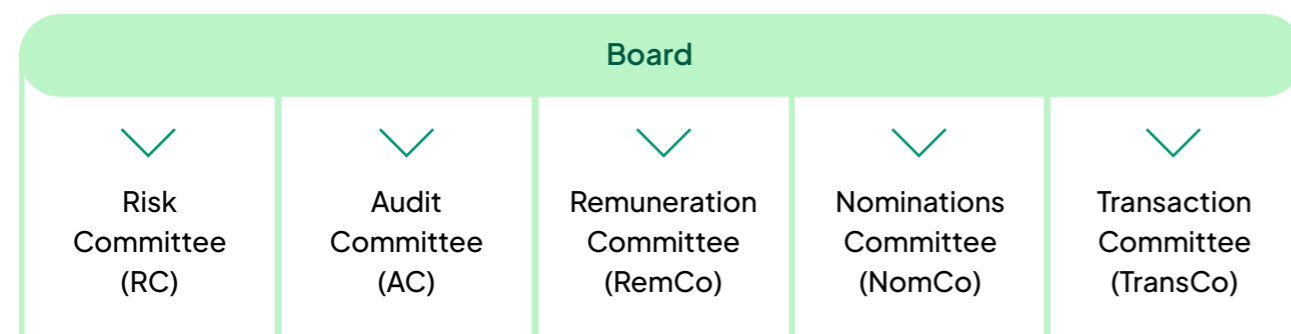 Board
Risk
Committee
(RC)
Audit
Committee
(AC)
Remuneration
Committee
(RemCo)
Nominations
Committee
(NomCo)
Transaction
Committee
(TransCo)